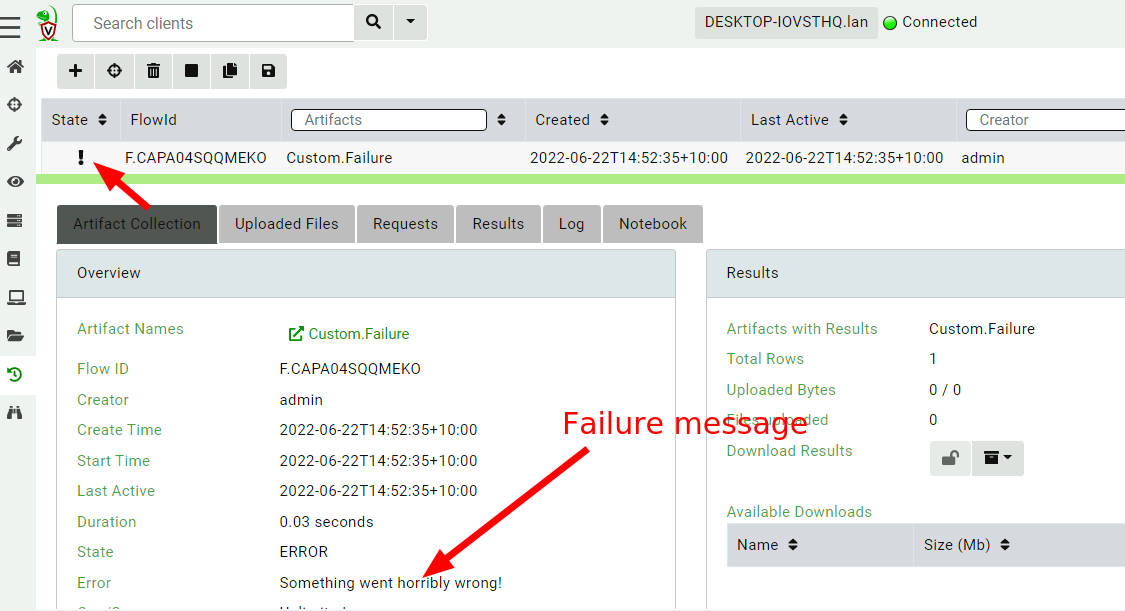 Search clients
DESKTOP-IOVSTHQ.lan
Connected
State
FlowId
Artifacts
Created
Last Active
Creator
F.CAPA04SQQMEKO
Custom.Failure
2022-06-22T14:52:35+10:00
2022-06-22T14:52:35+10:00
admin
Artifact Collection
Uploaded Files
Requests
Results
Log
Notebook
Overview
Artifact Names
Custom.Failure
Flow ID
F.CAPA04SQQMEKO
Creator
admin
Create Time
2022-06-22T14:52:35+10:00
Start Time
2022-06-22T14:52:35+10:00
Last Active
2022-06-22T14:52:35+10:00
Duration
0.03 seconds
State
ERROR
Error
Something went horribly wrong!
Failure message
Results
Artifacts with Results
Custom.Failure
Total Rows
1
Uploaded Bytes
0 / 0
Files uploaded
0
Download Results
Available Downloads
Name
Size (Mb)